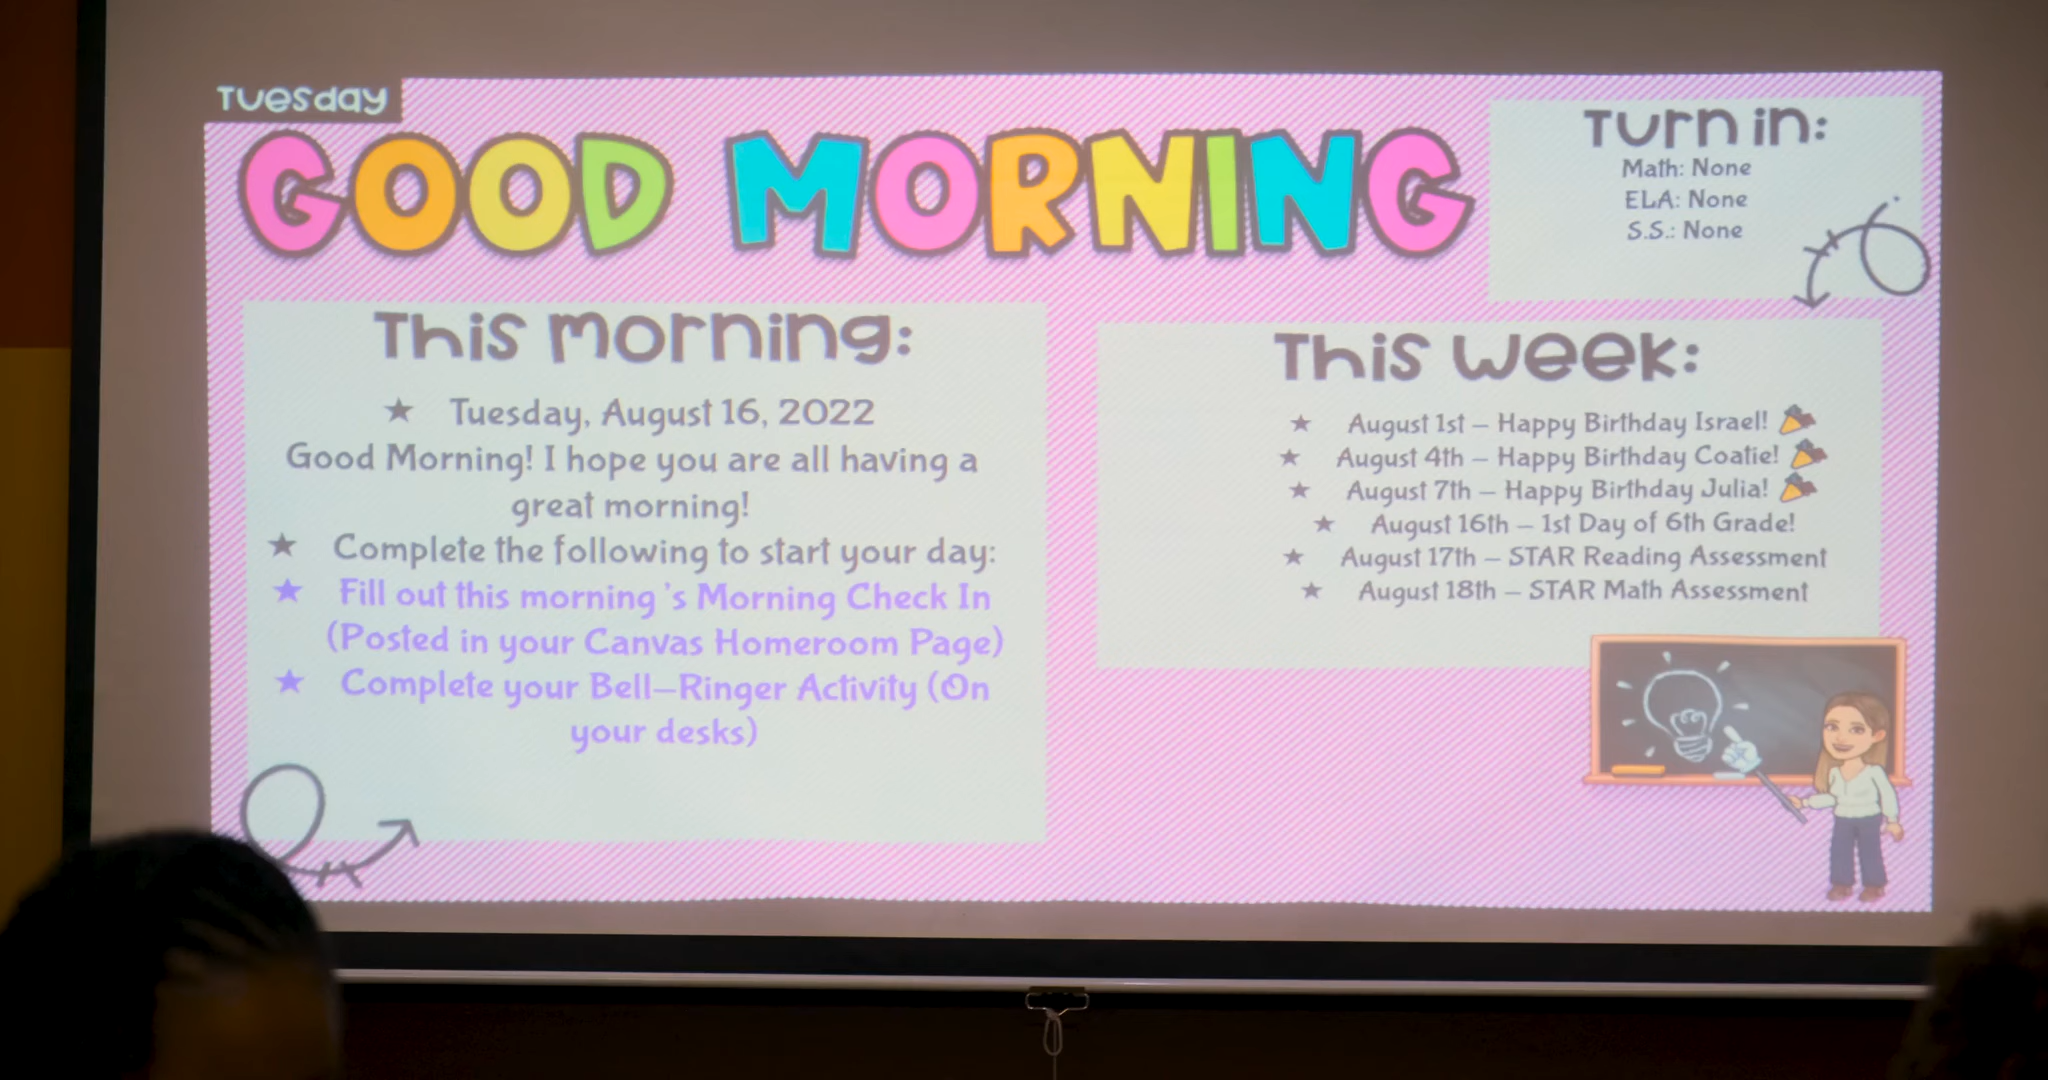 Tuesday
GOOD MORNING
Turn in:
Math: None
ELA: None
S.S.: None
This morning:
★ Tuesday, August 16, 2022
Good Morning! I hope you are all having a
great morning!
★ Complete the following to start your day:
★ Fill out this morning's Morning Check In
(Posted in your Canvas Homeroom Page)
★ Complete your Bell-Ringer Activity (On
your desks)
This week:
★ August 1st – Happy Birthday Israel!
★ August 4th – Happy Birthday Coatie!
★ August 7th – Happy Birthday Julia!
★ August 16th – 1st Day of 6th Grade!
★ August 17th – STAR Reading Assessment
★ August 18th – STAR Math Assessment